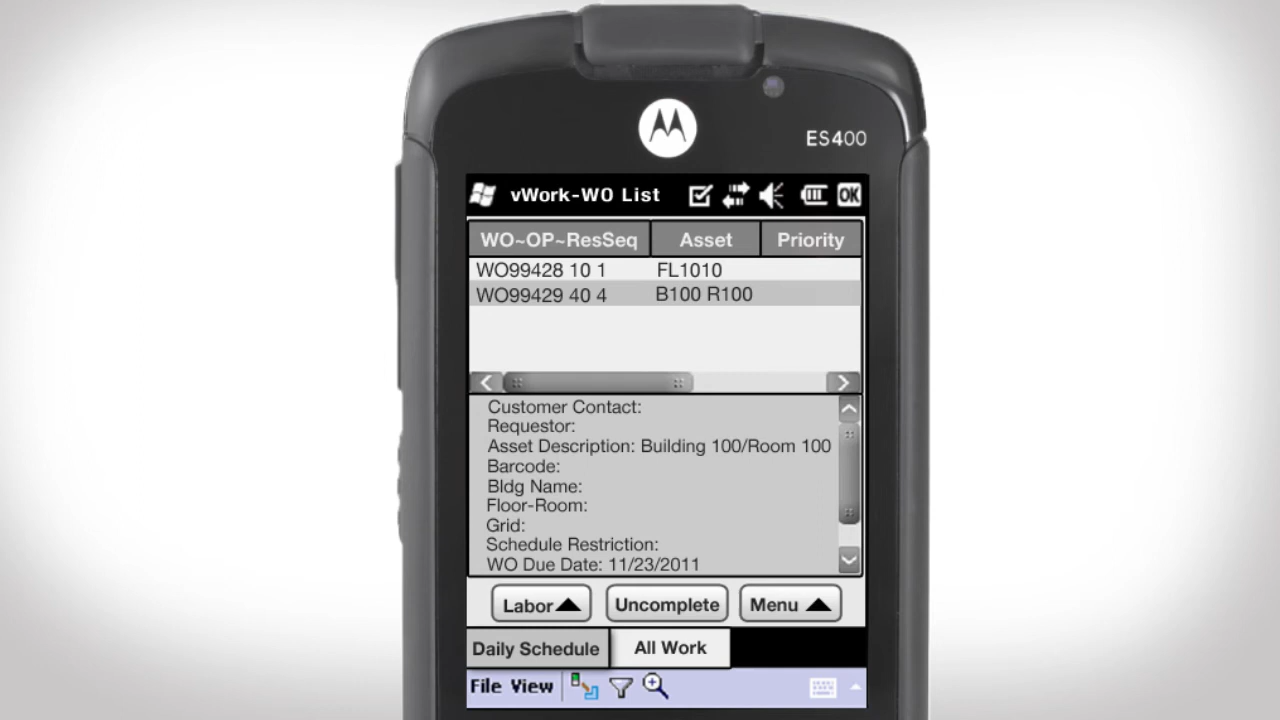 ES400
vWork-WO List OK
WO~OP~ResSeq Asset Priority
WO99428 10 1 FL1010
WO99429 40 4 B100 R100
Customer Contact:
Requestor:
Asset Description: Building 100/Room 100
Barcode:
Bldg Name:
Floor-Room:
Grid:
Schedule Restriction:
WO Due Date: 11/23/2011
Labor Uncomplete Menu
Daily Schedule All Work
File View